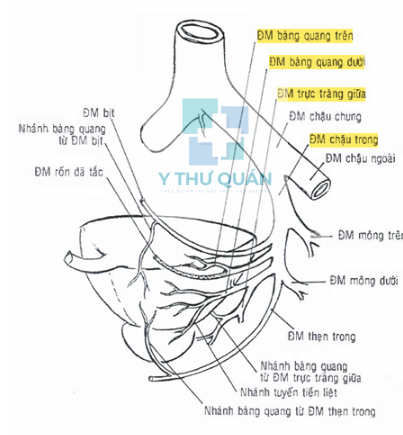 ĐM bàng quang trên
ĐM bàng quang dưới
ĐM trực tràng giữa
ĐM chậu chung
ĐM chậu trong
ĐM chậu ngoài
ĐM bịt
Nhánh bàng quang
từ ĐM bịt
ĐM rốn đã tắc
Y THƯ QUÁN
ĐM mông trên
ĐM mông dưới
ĐM thẹn trong
Nhánh bàng quang
từ ĐM trực tràng giữa
Nhánh tuyến tiền liệt
Nhánh bàng quang từ ĐM thẹn trong